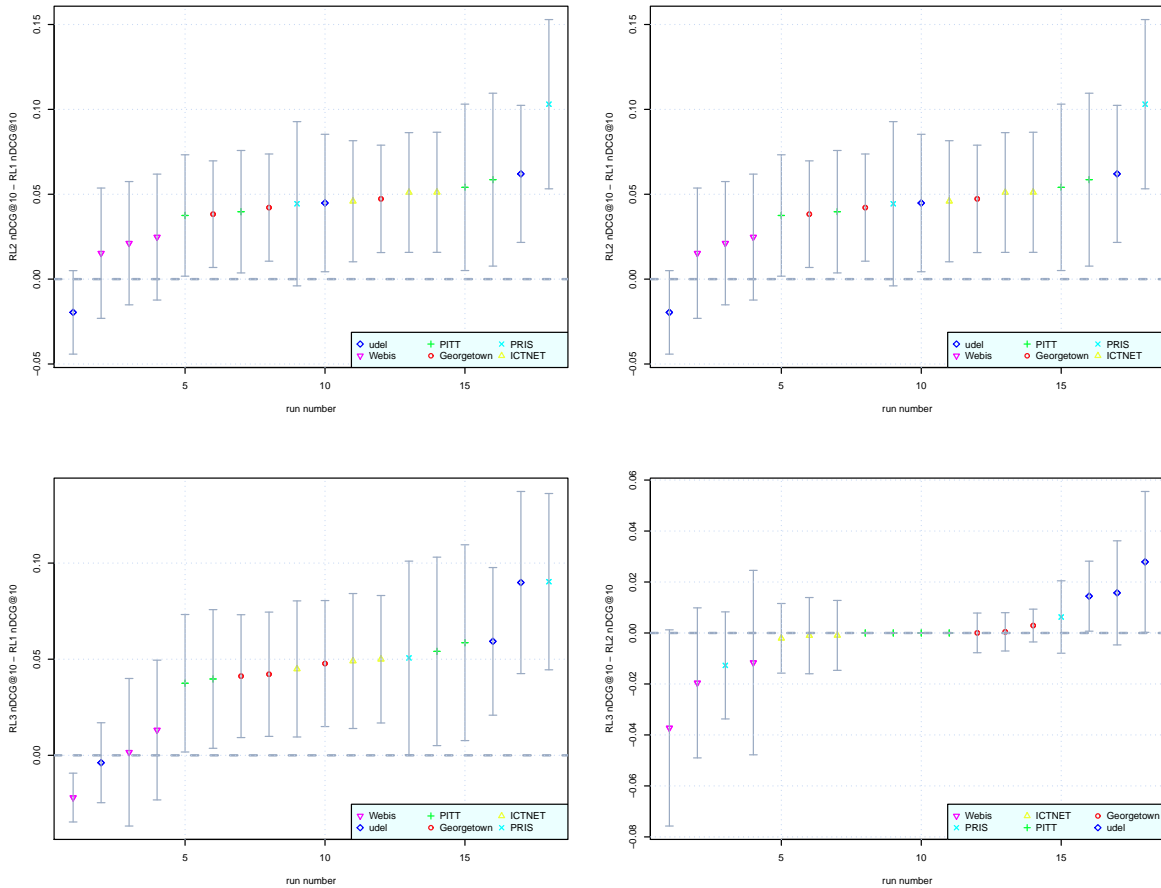 RL2 nDCG@10 − RL1 nDCG@10
0.15
0.10
0.05
0.00
−0.05
udel PITT PRIS
Webis Georgetown ICTNET
5 10 15
run number
RL2 nDCG@10 − RL1 nDCG@10
0.15
0.10
0.05
0.00
−0.05
udel PITT PRIS
Webis Georgetown ICTNET
5 10 15
run number
RL3 nDCG@10 − RL1 nDCG@10
0.10
0.05
0.00
Webis PITT ICTNET
udel Georgetown PRIS
5 10 15
run number
RL3 nDCG@10 − RL2 nDCG@10
0.06
0.04
0.02
0.00
−0.02
−0.04
−0.06
−0.08
Webis ICTNET Georgetown
PRIS PITT udel
5 10 15
run number